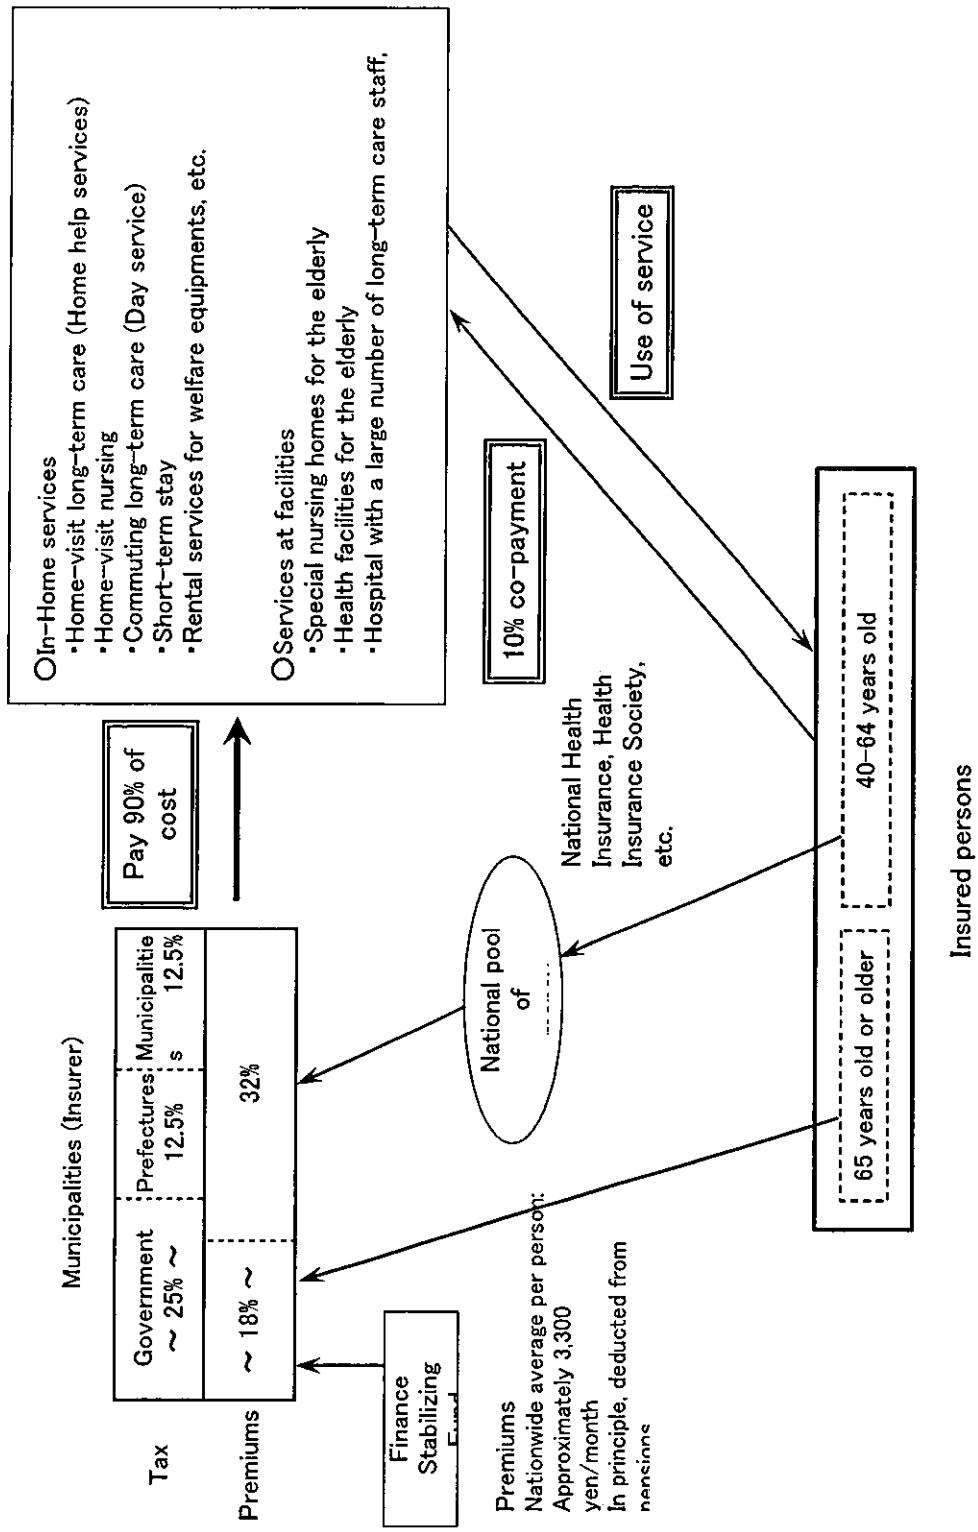 Municipalities (Insurer)
Tax
Government
~ 25% ~
Prefectures
12.5%
Municipalitie
s 12.5%
Premiums
~ 18% ~
32%
Pay 90% of
cost
○In-Home services
・Home-visit long-term care (Home help services)
・Home-visit nursing
・Commuting long-term care (Day service)
・Short-term stay
・Rental services for welfare equipments, etc.
○Services at facilities
・Special nursing homes for the elderly
・Health facilities for the elderly
・Hospital with a large number of long-term care staff,
Finance
Stabilizing
National pool
of
10% co-payment
Use of service
Premiums
Nationwide average per person:
Approximately 3,300
yen/month
In principle, deducted from
pensions
National Health
Insurance, Health
Insurance Society,
etc.
65 years old or older
40-64 years old
Insured persons